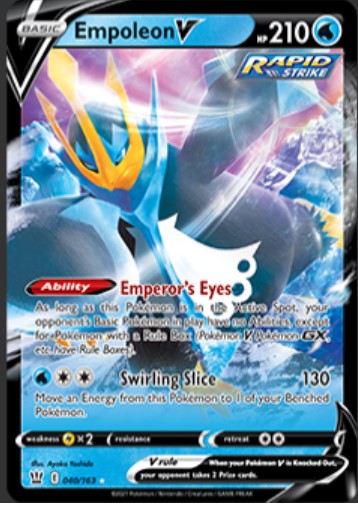 BASIC Empoleon V HP 210
RAPID
STRIKE
Ability Emperor's Eyes
As long as this Pokémon is in the Active Spot, your
opponent's Basic Pokémon in play have no Abilities, except
for Pokémon with a Rule Box (Pokémon V, Pokémon-GX,
etc. have Rule Boxes).
Swirling Slice 130
Move an Energy from this Pokémon to 1 of your Benched
Pokémon.
weakness ×2 resistance retreat
Illus. Ayaka Yoshida
V rule When your Pokémon V is Knocked Out,
your opponent takes 2 Prize cards.
040/163
©2021 Pokémon / Nintendo / Creatures / GAME FREAK